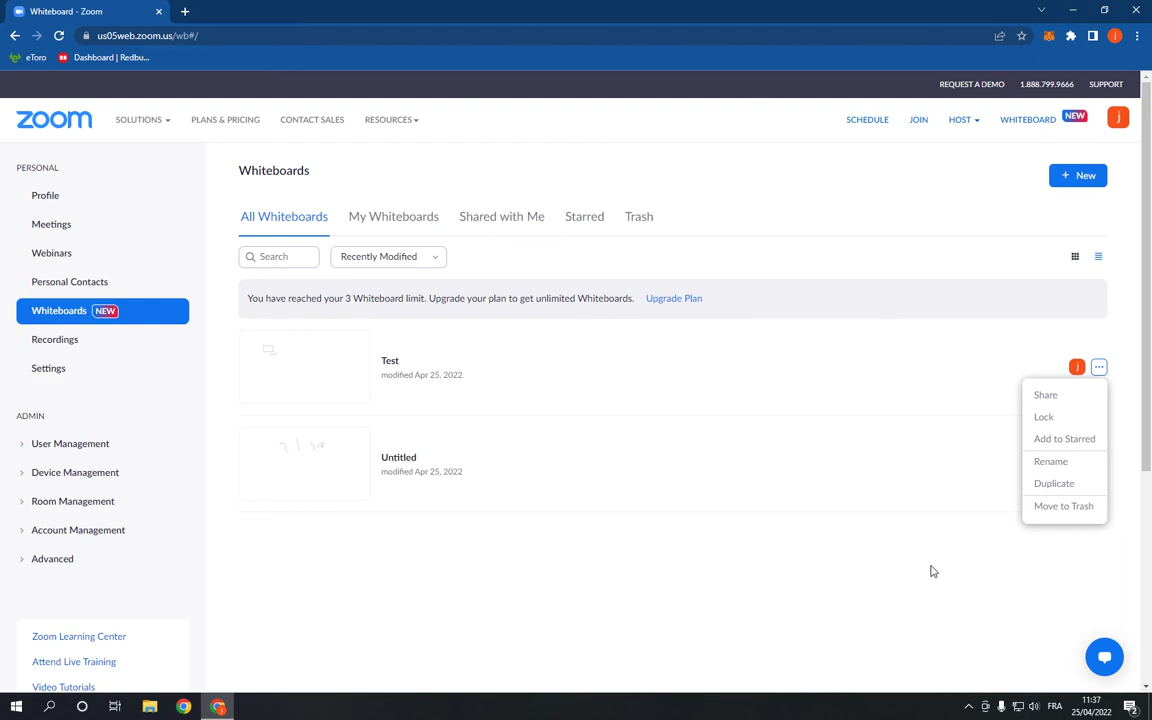 Whiteboard - Zoom
us05web.zoom.us/wb#/
eToro
Dashboard | Redbu...
REQUEST A DEMO
1.888.799.9666
SUPPORT
zoom
SOLUTIONS
PLANS & PRICING
CONTACT SALES
RESOURCES
SCHEDULE
JOIN
HOST
WHITEBOARD
NEW
j
PERSONAL
Profile
Meetings
Webinars
Personal Contacts
Whiteboards NEW
Recordings
Settings
ADMIN
User Management
Device Management
Room Management
Account Management
Advanced
Zoom Learning Center
Attend Live Training
Video Tutorials
Whiteboards
+ New
All Whiteboards
My Whiteboards
Shared with Me
Starred
Trash
Search
Recently Modified
You have reached your 3 Whiteboard limit. Upgrade your plan to get unlimited Whiteboards. Upgrade Plan
Test
modified Apr 25, 2022
j
Untitled
modified Apr 25, 2022
Share
Lock
Add to Starred
Rename
Duplicate
Move to Trash
FRA
11:37
25/04/2022
2